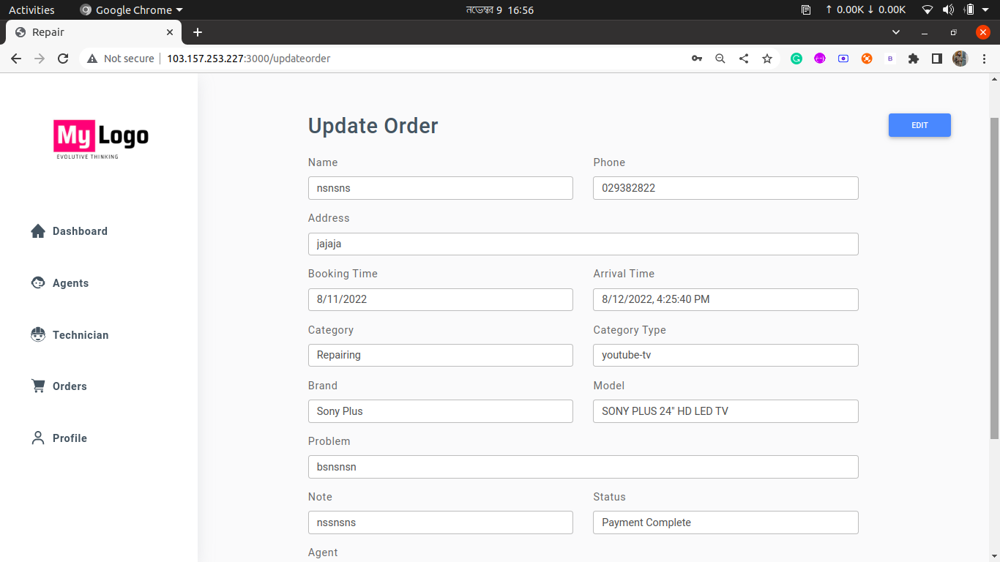 Activities
Google Chrome
নভেম্বর 9 16:56
↑ 0.00K ↓ 0.00K
Repair
Not secure
103.157.253.227:3000/updateorder
B
My Logo
EVOLUTIVE THINKING
Dashboard
Agents
Technician
Orders
Profile
Update Order
EDIT
Name
Phone
nsnsns
029382822
Address
jajaja
Booking Time
Arrival Time
8/11/2022
8/12/2022, 4:25:40 PM
Category
Category Type
Repairing
youtube-tv
Brand
Model
Sony Plus
SONY PLUS 24" HD LED TV
Problem
bsnsnsn
Note
Status
nssnsns
Payment Complete
Agent